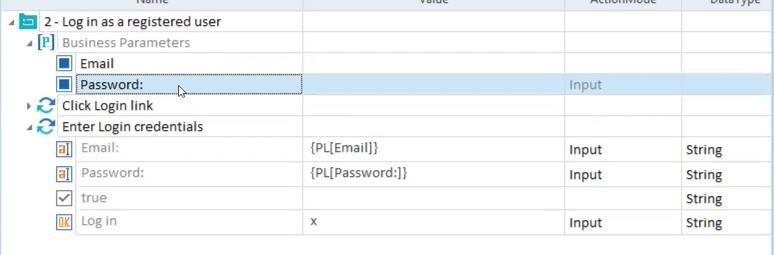 Value ActionMode DataType
2 - Log in as a registered user
[P] Business Parameters
Email
Password: Input
Click Login link
Enter Login credentials
a] Email: {PL[Email]} Input String
a] Password: {PL[Password:]} Input String
true String
OK Log in x Input String